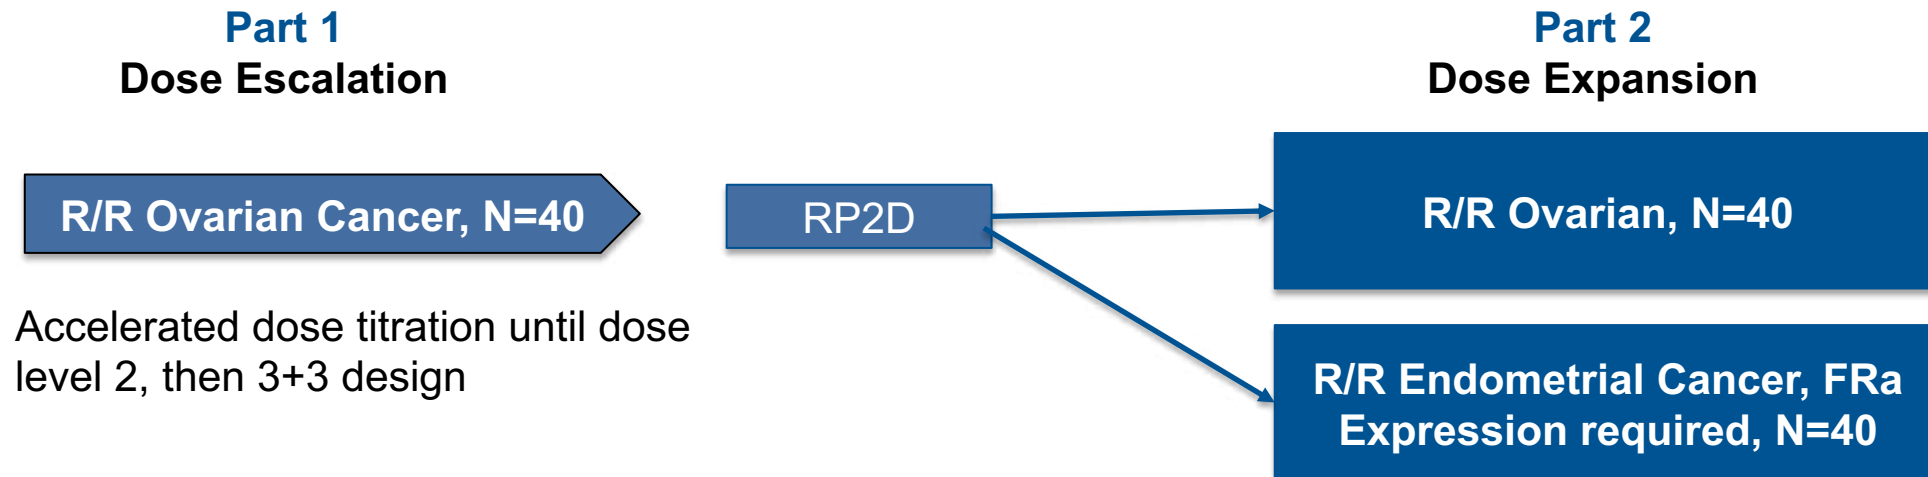 Part 1
Dose Escalation
R/R Ovarian Cancer, N=40
Accelerated dose titration until dose
level 2, then 3+3 design
RP2D
Part 2
Dose Expansion
R/R Ovarian, N=40
R/R Endometrial Cancer, FRa
Expression required, N=40